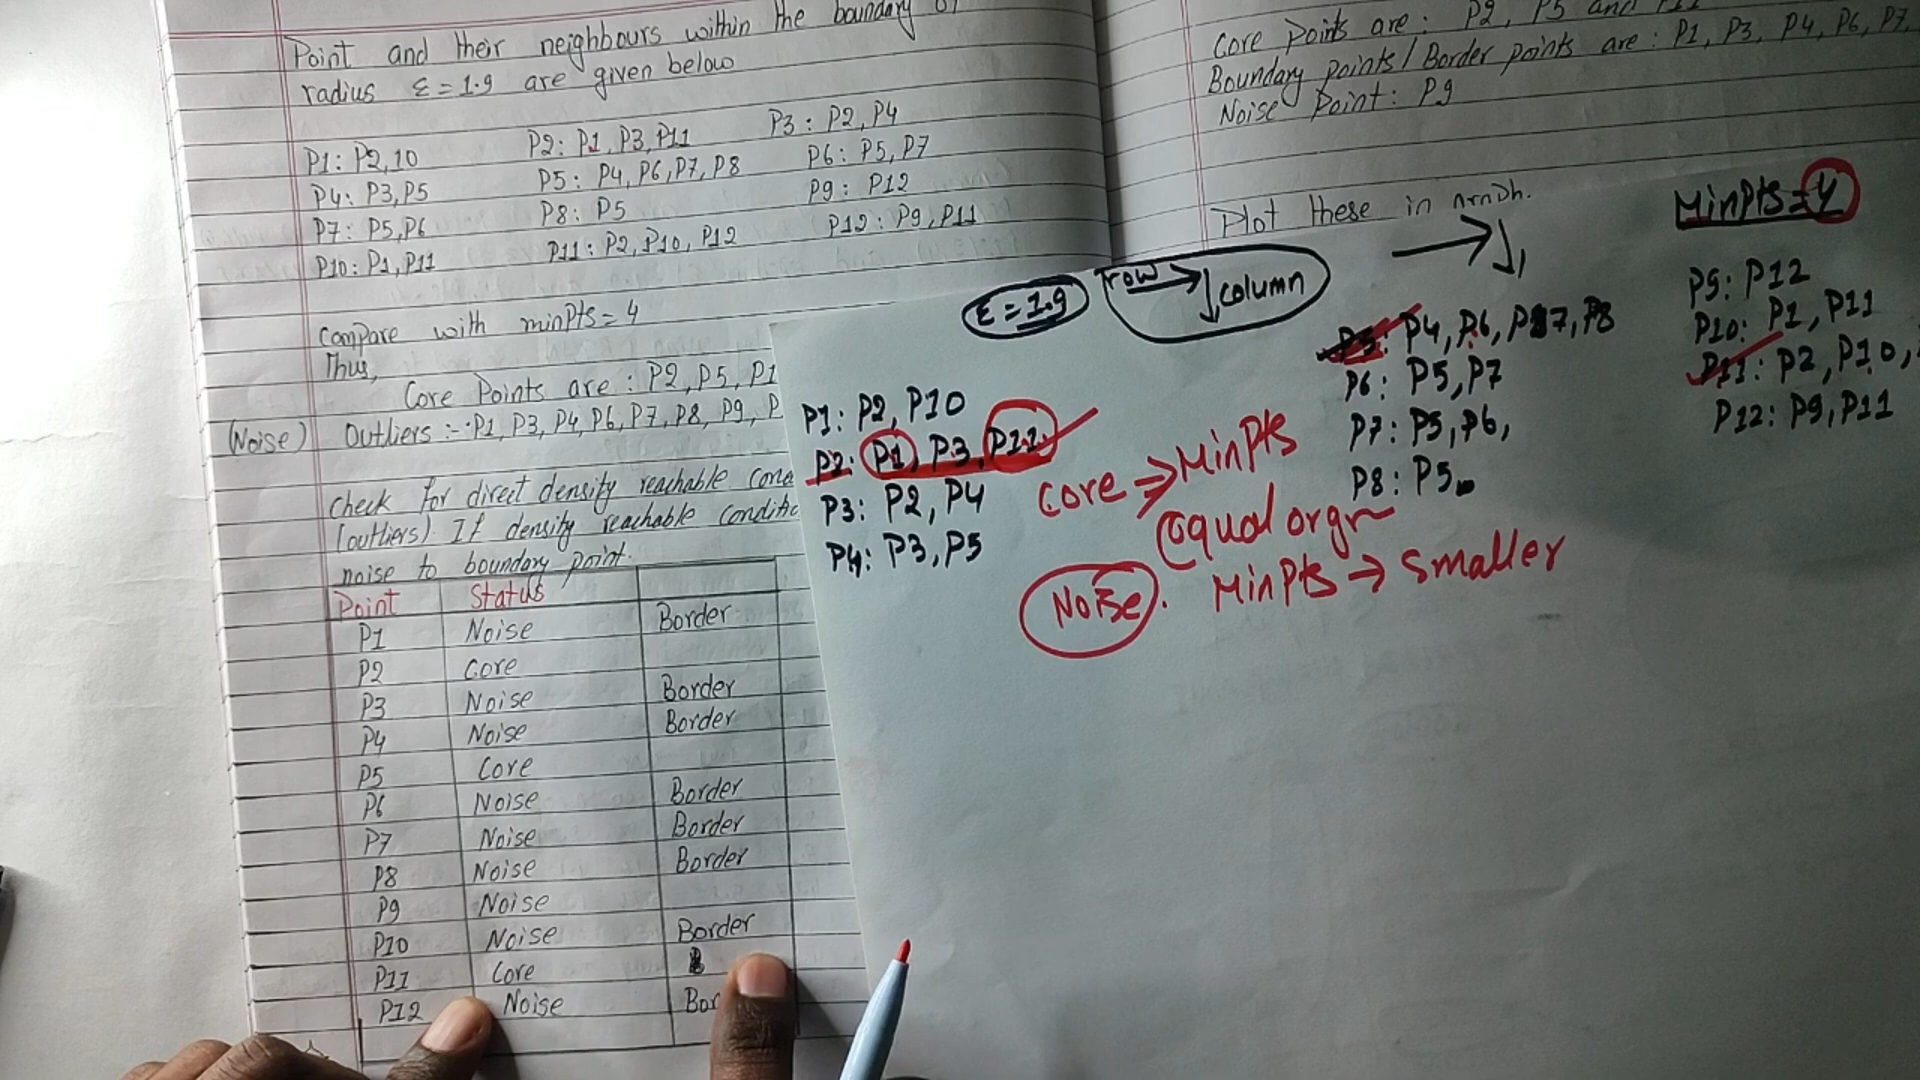 Point and their neighbours within the boundary of
radius ε = 1.9 are given below
P1: P2, 10 P2: P1, P3, P11 P3: P2, P4
P4: P3, P5 P5: P4, P6, P7, P8 P6: P5, P7
P7: P5, P6 P8: P5 P9: P12
P10: P1, P11 P11: P2, P10, P12 P12: P9, P11
Compare with minPts = 4
Thus,
Core Points are: P2, P5, P1
(Noise) Outliers :- P1, P3, P4, P6, P7, P8, P9, P
Check for direct density reachable
(outliers). If density reachable
noise to boundary point.
Point Status
P1 Noise Border
P2 Core
P3 Noise Border
P4 Noise Border
P5 Core
P6 Noise Border
P7 Noise Border
P8 Noise Border
P9 Noise
P10 Noise Border
P11 Core
P12 Noise Bor
Core Points are: P2, P5 and
Boundary points / Border points are: P1, P3, P4, P6, P7,
Noise Point: P9
Plot these in
ε = 1.9
row → ↓ column
P1: P2, P10
P2: P1, P3, P11
P3: P2, P4
P4: P3, P5
P5: P4, P6, P7, P8
P6: P5, P7
P7: P5, P6,
P8: P5
MinPts = 4
P9: P12
P10: P1, P11
P11: P2, P10,
P12: P9, P11
Core → MinPts
equal or
Noise. MinPts → smaller